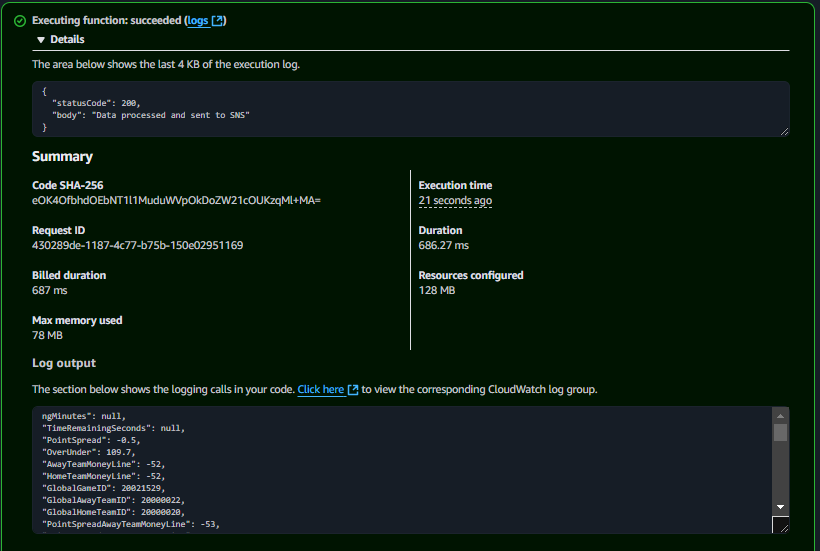 Executing function: succeeded (logs)
Details
The area below shows the last 4 KB of the execution log.
{
"statusCode": 200,
"body": "Data processed and sent to SNS"
}
Summary
Code SHA-256
eOK4OfbhdOEbNT1l1MuduWVpOkDoZW21cOUKzqMl+MA=
Execution time
21 seconds ago
Request ID
430289de-1187-4c77-b75b-150e02951169
Duration
686.27 ms
Billed duration
687 ms
Resources configured
128 MB
Max memory used
78 MB
Log output
The section below shows the logging calls in your code. Click here to view the corresponding CloudWatch log group.
ngMinutes": null,
"TimeRemainingSeconds": null,
"PointSpread": -0.5,
"OverUnder": 109.7,
"AwayTeamMoneyLine": -52,
"HomeTeamMoneyLine": -52,
"GlobalGameID": 20021529,
"GlobalAwayTeamID": 20000022,
"GlobalHomeTeamID": 20000020,
"PointSpreadAwayTeamMoneyLine": -53,